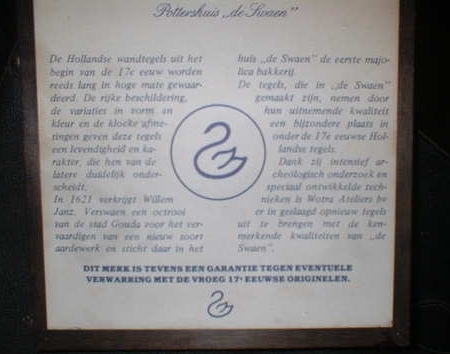 Pottershuis „de Swaen”
De Hollandse wandtegels uit het
begin van de 17e eeuw worden
reeds lang in hoge mate gewaar-
deerd. De rijke beschildering,
de variaties in vorm en
kleur en de klocke afme-
tingen geven deze tegels
een levendigheid en ka-
rakter, die hen van de
latere duidelijk onder-
scheidt.
In 1621 verkrijgt Willem
Janz. Verswaen een octrooi
van de stad Gouda voor het ver-
vaardigen van een nieuw soort
aardewerk en sticht daar in het
huis „de Swaen” de eerste majo-
lica bakkerij.
De tegels, die in „de Swaen”
gemaakt zijn, nemen door
hun uitnemende kwaliteit
een bijzondere plaats in
onder de 17e eeuwse Hol-
landse tegels.
Dank zij intensief ar-
cheölogisch onderzoek en
speciaal ontwikkelde tech-
nieken is Wotra Ateliers bv
er in geslaagd opnieuw tegels
uit te brengen met de ken-
merkende kwaliteiten van „de
Swaen”.
DIT MERK IS TEVENS EEN GARANTIE TEGEN EVENTUELE
VERWARRING MET DE VROEG 17e EEUWSE ORIGINELEN.